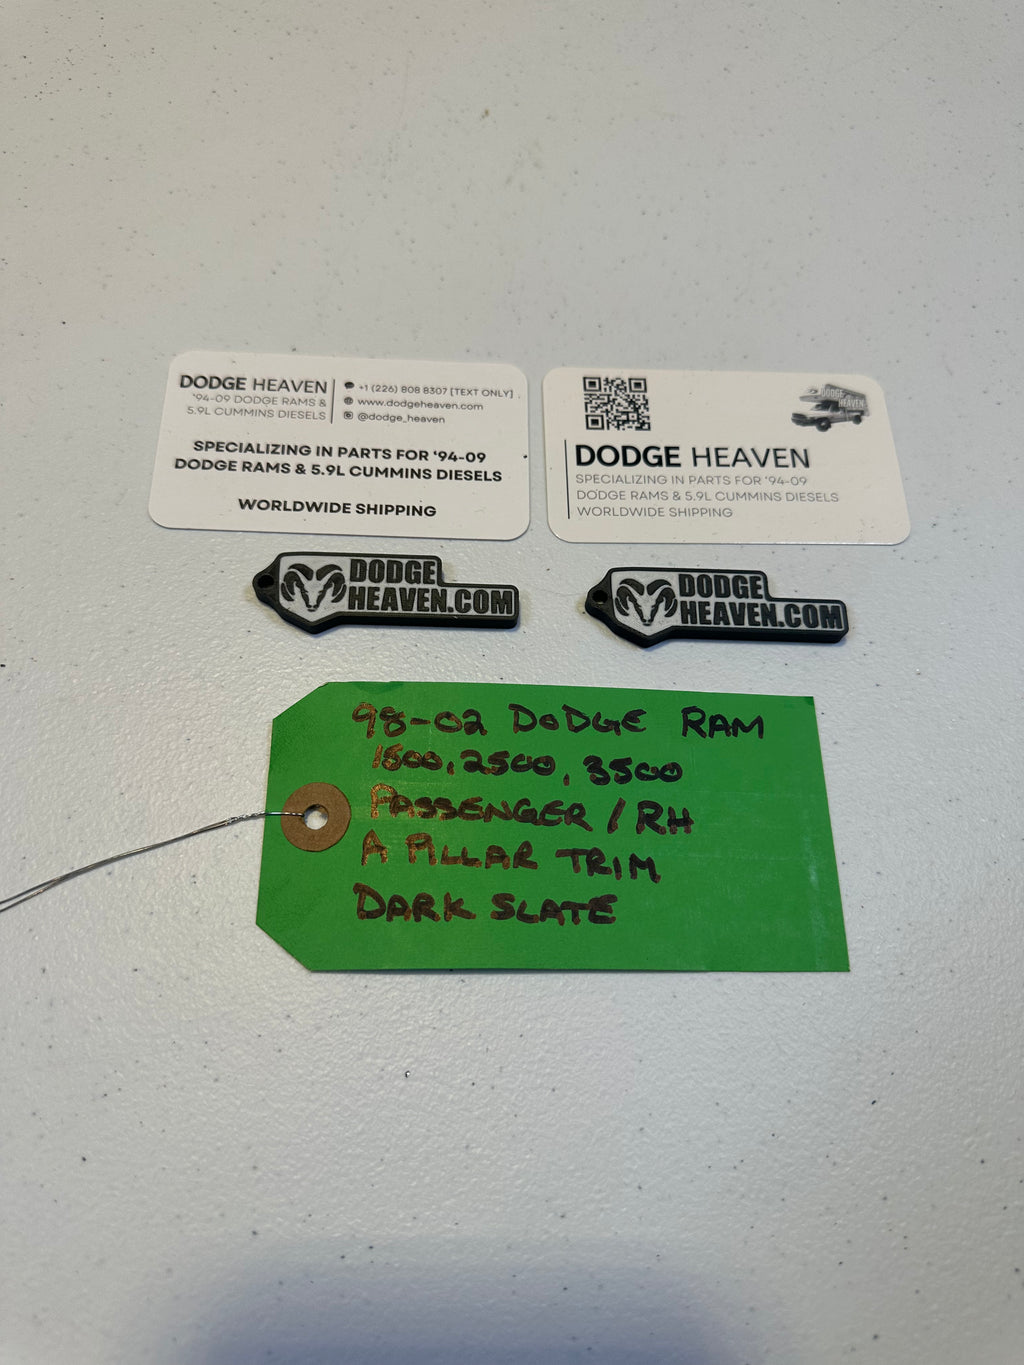 DODGE HEAVEN
'94-09 DODGE RAMS &
5.9L CUMMINS DIESELS
+1 (226) 808 8307 [TEXT ONLY]
www.dodgeheaven.com
@dodge_heaven
SPECIALIZING IN PARTS FOR '94-09
DODGE RAMS & 5.9L CUMMINS DIESELS
WORLDWIDE SHIPPING
DODGE
HEAVEN
DODGE HEAVEN
SPECIALIZING IN PARTS FOR '94-09
DODGE RAMS & 5.9L CUMMINS DIESELS
WORLDWIDE SHIPPING
DODGE
HEAVEN.COM
DODGE
HEAVEN.COM
98-02 DODGE RAM
1500, 2500, 3500
PASSENGER / RH
A PILLAR TRIM
DARK SLATE